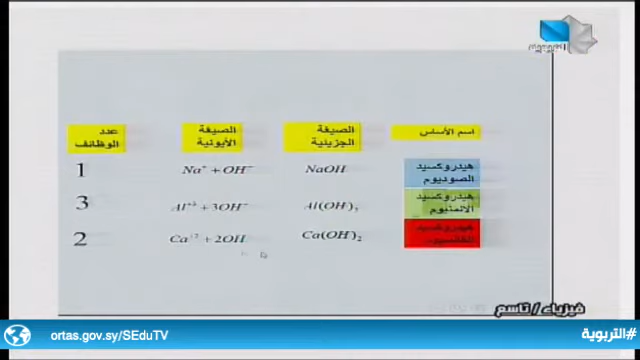 التربوية
اسم الأساس
الصيغة الجزيئية
الصيغة الأيونية
عدد الوظائف
هيدروكسيد الصوديوم
NaOH
Na⁺ + OH⁻
1
هيدروكسيد الالمنيوم
Al(OH)₃
Al⁺³ + 3OH⁻
3
هيدروكسيد الكالسيوم
Ca(OH)₂
Ca⁺² + 2OH
2
فيزياء / تاسع
ortas.gov.sy/SEduTV
#التربوية